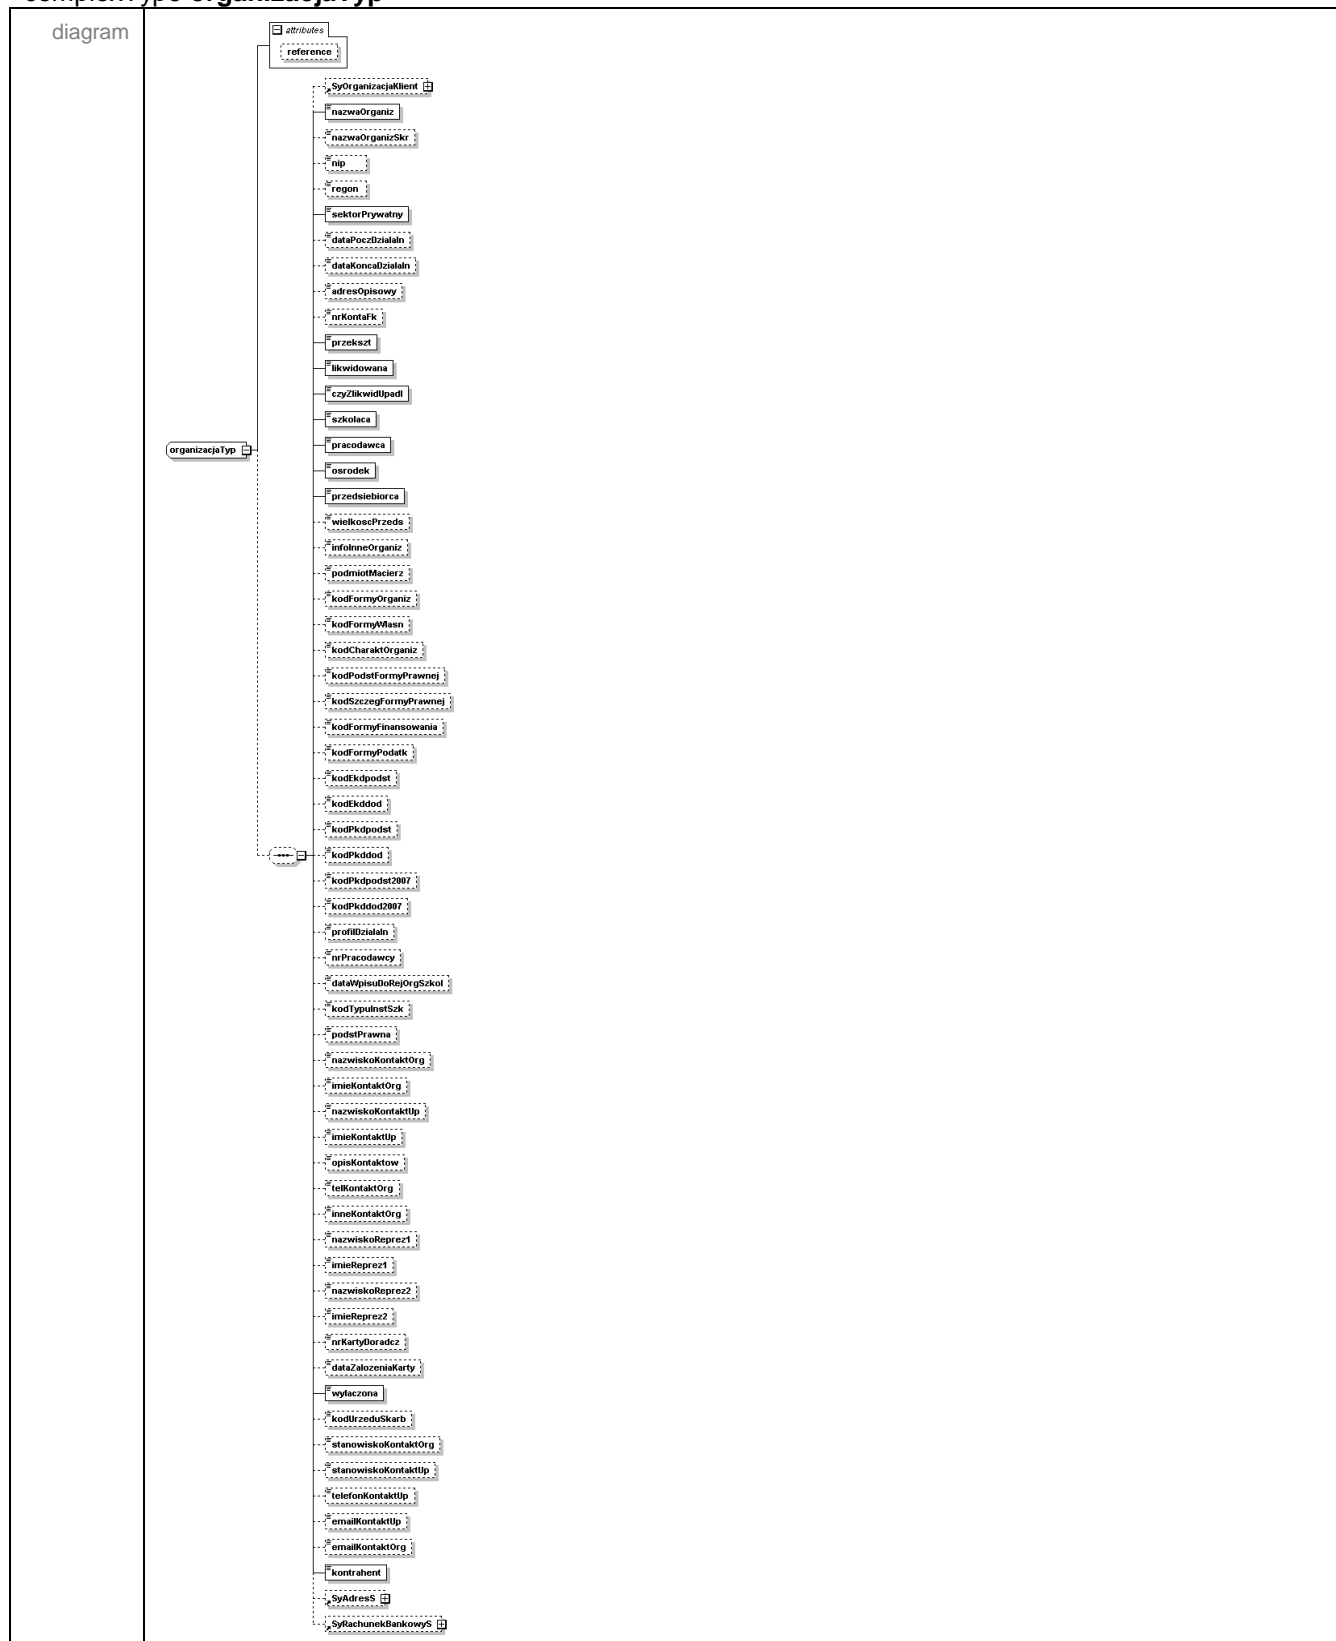 complexType organizacjaTyp
diagram
attributes
reference
SyOrganizacjaKlient
nazwaOrganiz
nazwaOrganizSkr
nip
regon
sektorPrywatny
dataPoczDzialaln
dataKoncaDzialaln
adresOpisowy
nrKontaFk
przekszt
likwidowana
czyZlikwidUpadl
szkolaca
pracodawca
organizacjaTyp
osrodek
przedsiebiorca
wielkoscPrzeds
infoInneOrganiz
podmiotMacierz
kodFormyOrganiz
kodFormyWlasn
kodCharaktOrganiz
kodPodstFormyPrawnej
kodSzczegFormyPrawnej
kodFormyFinansowania
kodFormyPodatk
kodEkdpodst
kodEkddod
kodPkdpodst
kodPkddod
kodPkdpodst2007
kodPkddod2007
profilDzialaln
nrPracodawcy
dataWpisuDoRejOrgSzkol
kodTypuInstSzk
podstPrawna
nazwiskoKontaktOrg
imieKontaktOrg
nazwiskoKontaktUp
imieKontaktUp
opisKontaktow
telKontaktOrg
inneKontaktOrg
nazwiskoReprez1
imieReprez1
nazwiskoReprez2
imieReprez2
nrKartyDoradcz
dataZalozeniaKarty
wylaczona
kodUrzeduSkarb
stanowiskoKontaktOrg
stanowiskoKontaktUp
telefonKontaktUp
emailKontaktUp
emailKontaktOrg
kontrahent
SyAdresS
SyRachunekBankowyS